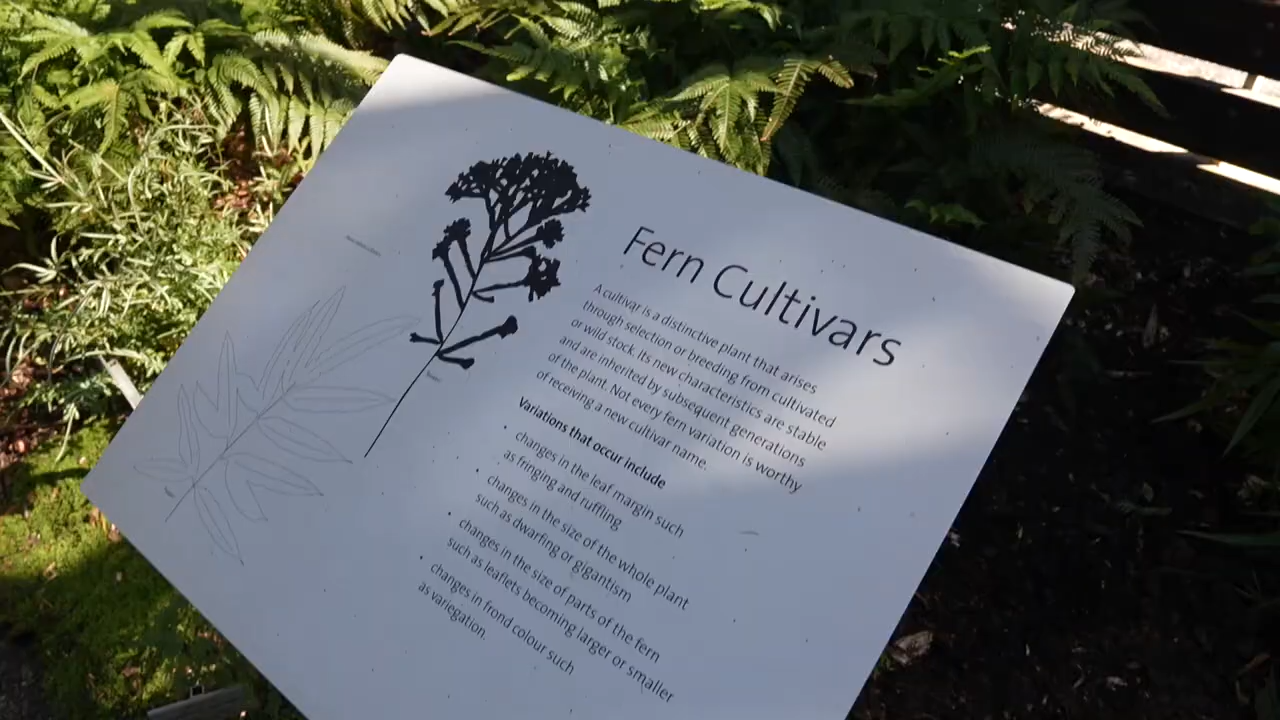 Fern Cultivars
A cultivar is a distinctive plant that arises
through selection or breeding from cultivated
or wild stock. Its new characteristics are stable
and are inherited by subsequent generations
of the plant. Not every fern variation is worthy
of receiving a new cultivar name.
Variations that occur include
• changes in the leaf margin such
as fringing and ruffling
• changes in the size of the whole plant
such as dwarfing or gigantism
• changes in the size of parts of the fern
such as leaflets becoming larger or smaller
• changes in frond colour such
as variegation.